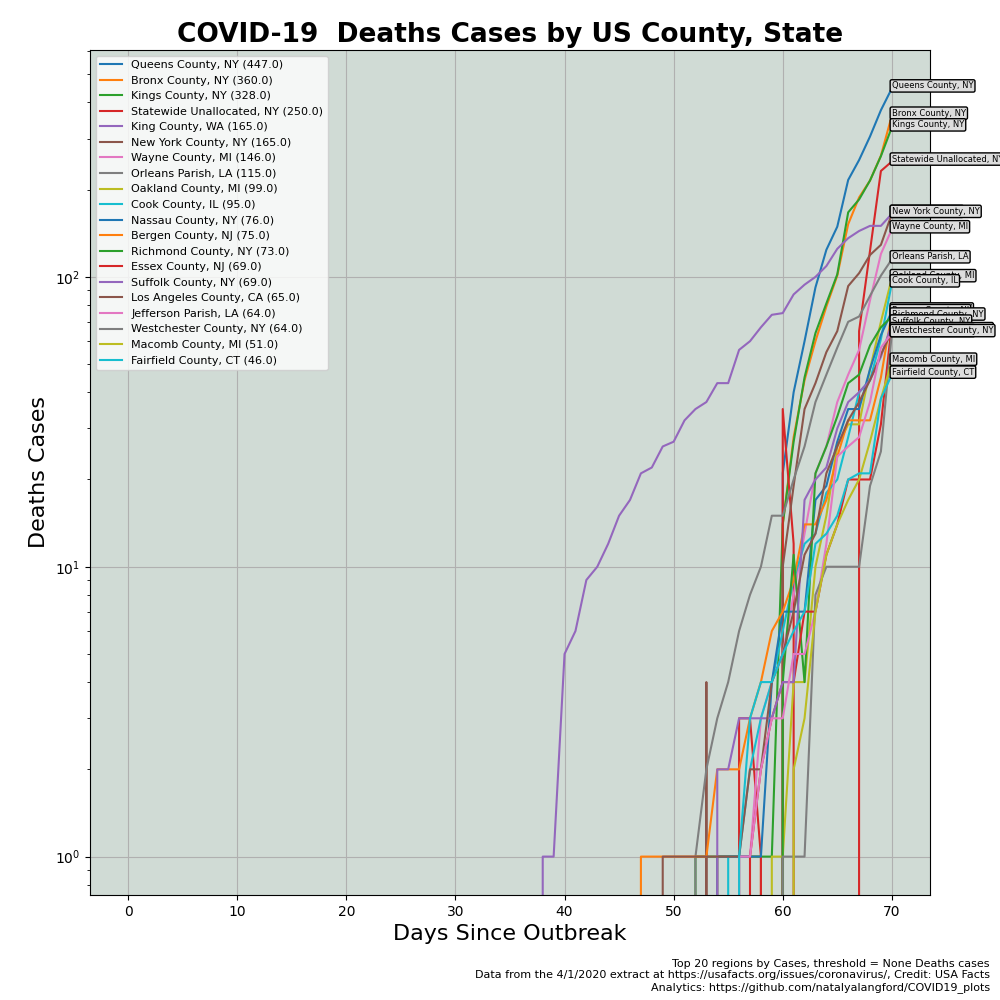 COVID-19  Deaths Cases by US County, State
Queens County, NY (447.0)
Bronx County, NY (360.0)
Kings County, NY (328.0)
Statewide Unallocated, NY (250.0)
King County, WA (165.0)
New York County, NY (165.0)
Wayne County, MI (146.0)
Orleans Parish, LA (115.0)
Oakland County, MI (99.0)
Cook County, IL (95.0)
Nassau County, NY (76.0)
Bergen County, NJ (75.0)
Richmond County, NY (73.0)
Essex County, NJ (69.0)
Suffolk County, NY (69.0)
Los Angeles County, CA (65.0)
Jefferson Parish, LA (64.0)
Westchester County, NY (64.0)
Macomb County, MI (51.0)
Fairfield County, CT (46.0)
Queens County, NY
Bronx County, NY
Kings County, NY
Statewide Unallocated, NY
New York County, NY
Wayne County, MI
Orleans Parish, LA
Oakland County, MI
Cook County, IL
Richmond County, NY
Suffolk County, NY
Westchester County, NY
Macomb County, MI
Fairfield County, CT
10²
10¹
10⁰
Deaths Cases
0 10 20 30 40 50 60 70
Days Since Outbreak
Top 20 regions by Cases, threshold = None Deaths cases
Data from the 4/1/2020 extract at https://usafacts.org/issues/coronavirus/, Credit: USA Facts
Analytics: https://github.com/natalyalangford/COVID19_plots